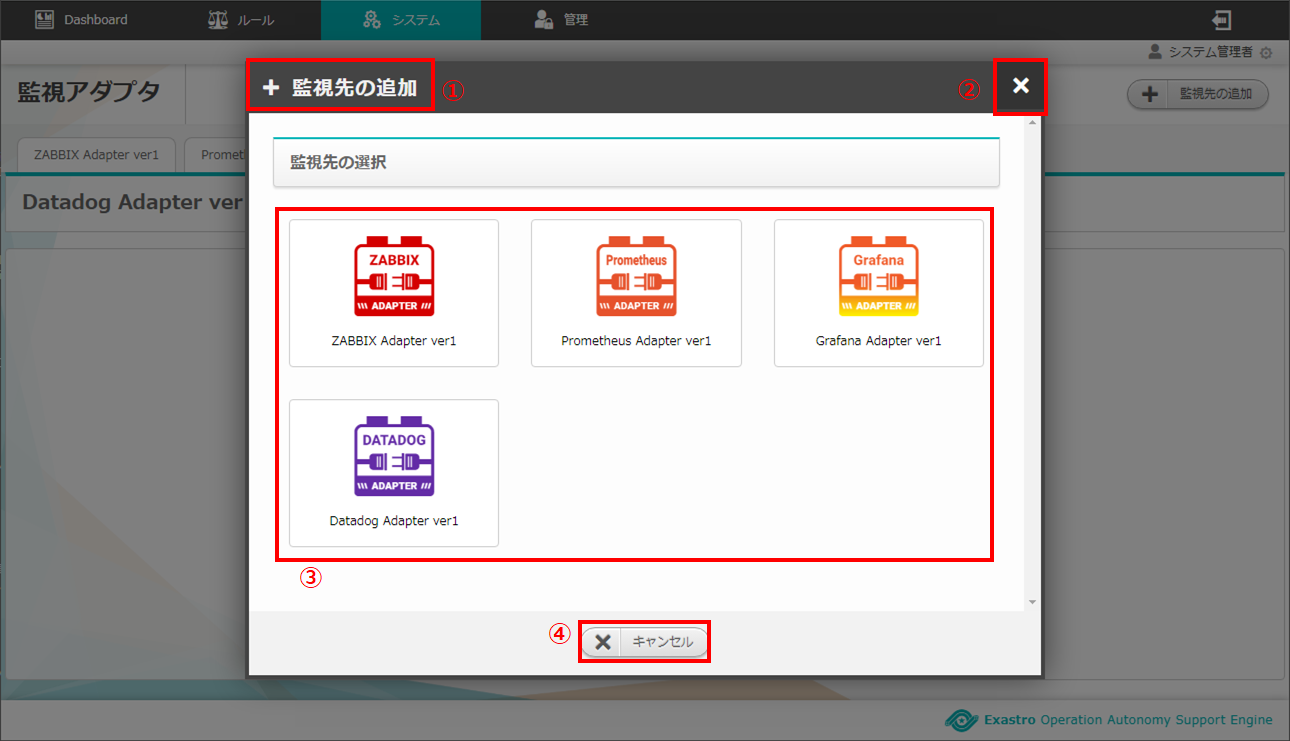 Dashboard
ルール
システム
管理
システム管理者
監視アダプタ
監視先の追加
ZABBIX Adapter ver1
Datadog Adapter ver
監視先の追加
①
②
監視先の選択
ZABBIX
ADAPTER
ZABBIX Adapter ver1
Prometheus
ADAPTER
Prometheus Adapter ver1
Grafana
ADAPTER
Grafana Adapter ver1
DATADOG
ADAPTER
Datadog Adapter ver1
③
④
キャンセル
Exastro Operation Autonomy Support Engine